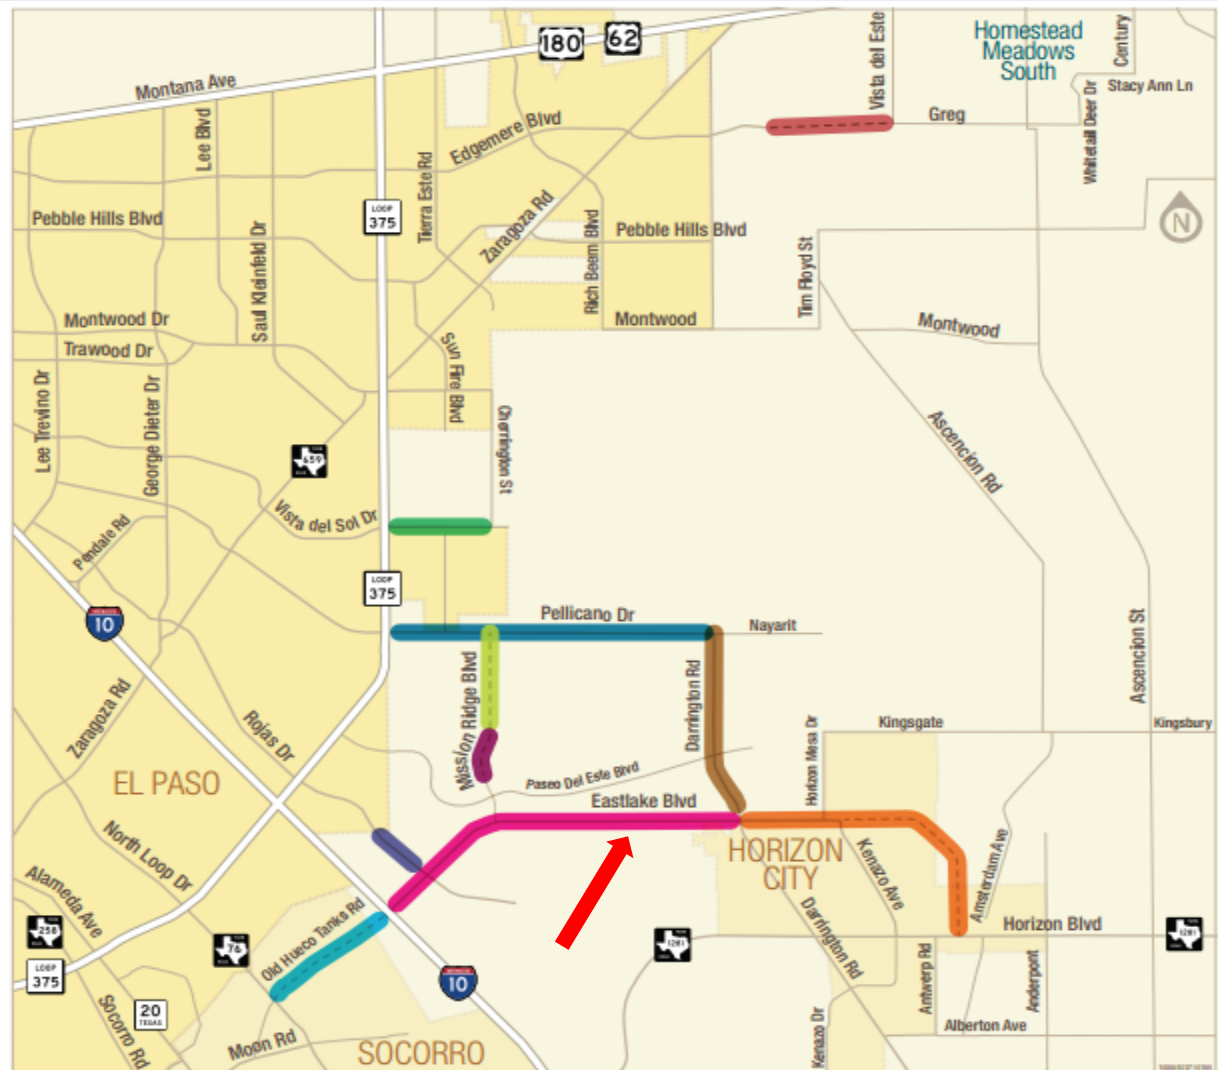 180
62
Homestead
Meadows
South
Century
Vista del Este
Stacy Ann Ln
Montana Ave
Greg
Whitetail Deer Dr
Lee Blvd
Edgemere Blvd
Tierra Este Rd
LOOP
375
Pebble Hills Blvd
Zaragoza Rd
N
Saul Kleinfeld Dr
Rich Beem Blvd
Pebble Hills Blvd
Tim Floyd St
Montwood Dr
Montwood
Montwood
Trawood Dr
Sun Fire Blvd
Lee Trevino Dr
George Dieter Dr
Charrington St
Ascencion Rd
659
Vista del Sol Dr
Pendale Rd
LOOP
375
10
Pellicano Dr
Nayarit
Ascencion St
Mission Ridge Blvd
Darrington Rd
Zaragoza Rd
Rojas Dr
Horizon Mesa Dr
Kingsgate
Kingsbury
EL PASO
Paseo Del Este Blvd
Eastlake Blvd
North Loop Dr
HORIZON
CITY
Kenazo Ave
Amsterdam Ave
Alameda Ave
Old Hueco Tanks Rd
Darrington Rd
Horizon Blvd
258
76
1281
1281
LOOP
375
10
Antwerp Rd
Anderpont
20
TEXAS
Socorro Rd
Moon Rd
SOCORRO
Kenazo Dr
Alberton Ave